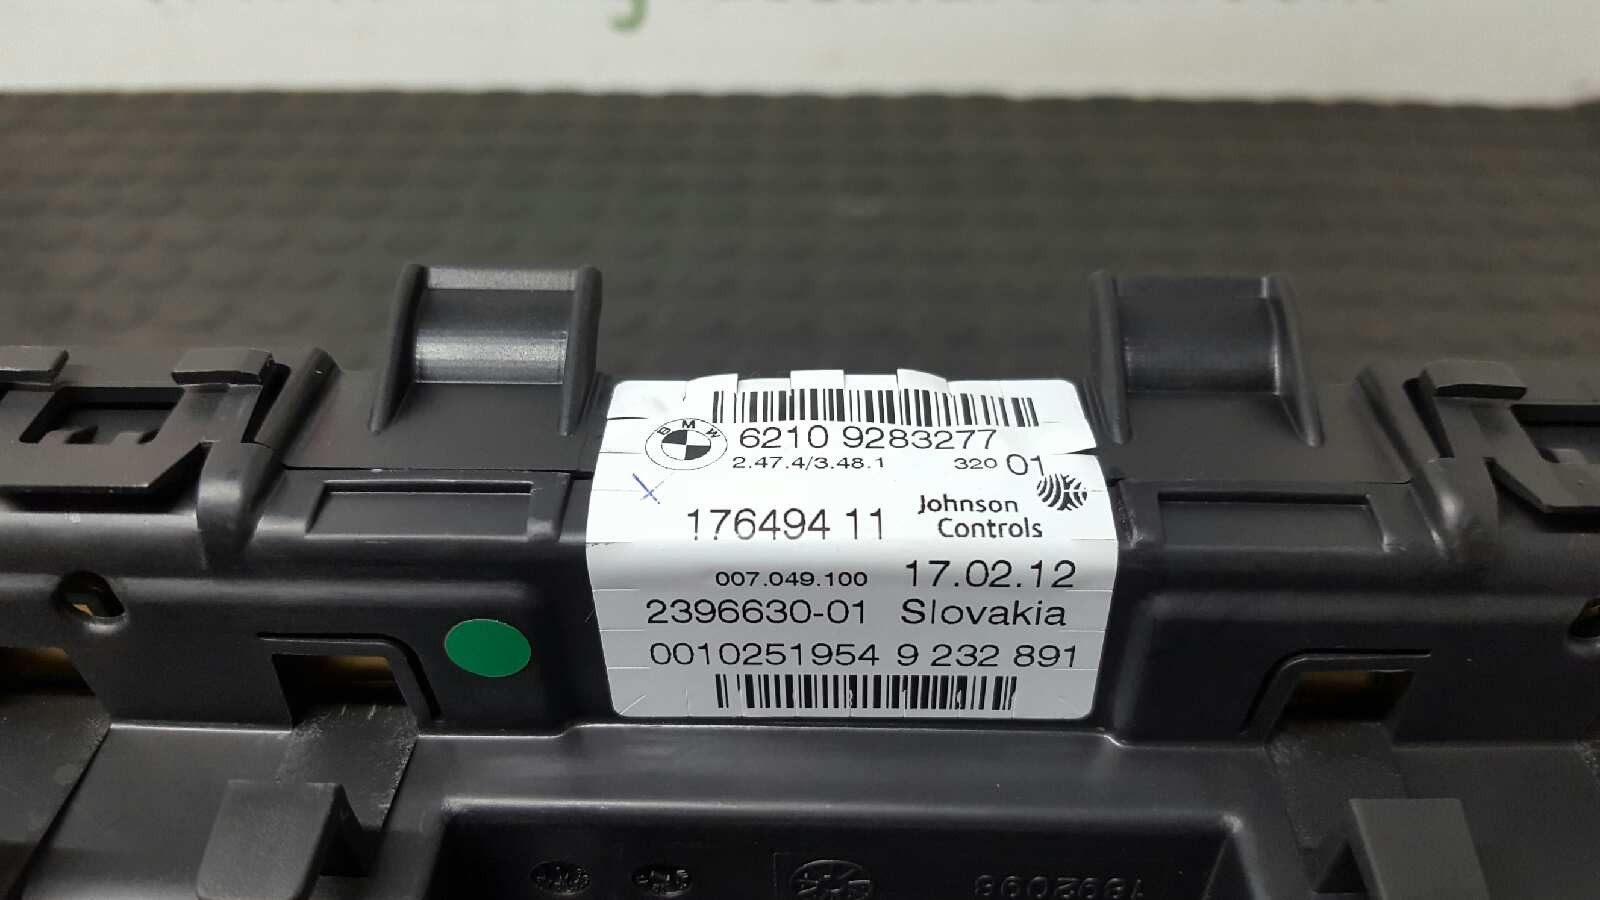 BMW
6210 9283277
2.47.4/3.48.1 320 01
176494 11 Johnson Controls
007.049.100 17.02.12
2396630-01 Slovakia
0010251954 9 232 891